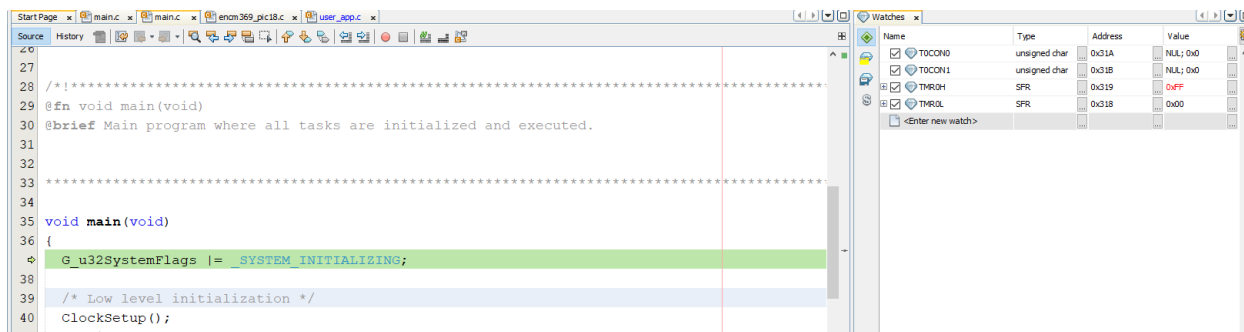 Start Page main.c main.c encm369_pic18.c user_app.c
Source History
26
27
28 /*!****************************************************************************************************
29 @fn void main(void)
30 @brief Main program where all tasks are initialized and executed.
31
32
33 ****************************************************************************************************
34
35 void main(void)
36 {
G_u32SystemFlags |= _SYSTEM_INITIALIZING;
38
39 /* Low level initialization */
40 ClockSetup();
Watches
Name Type Address Value
T0CON0 unsigned char ... 0x31A ... NUL; 0x0 ...
T0CON1 unsigned char ... 0x31B ... NUL; 0x0 ...
TMR0H SFR ... 0x319 ... 0xFF ...
TMR0L SFR ... 0x318 ... 0x00 ...
<Enter new watch> ... ... ...